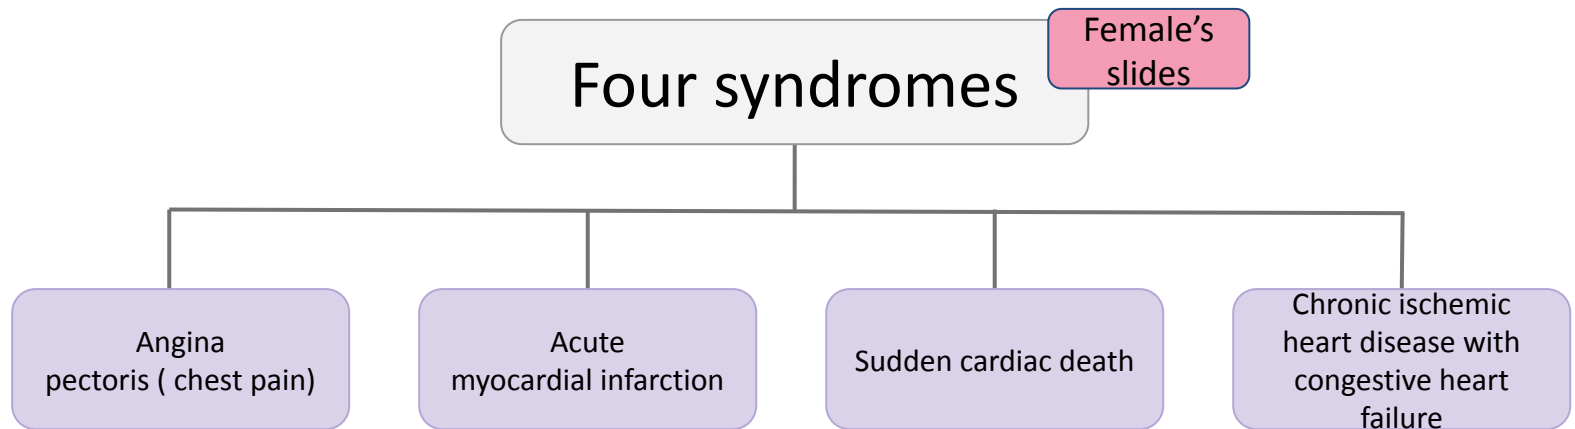 Four syndromes
Female’s
slides
Angina
pectoris ( chest pain)
Acute
myocardial infarction
Sudden cardiac death
Chronic ischemic
heart disease with
congestive heart
failure